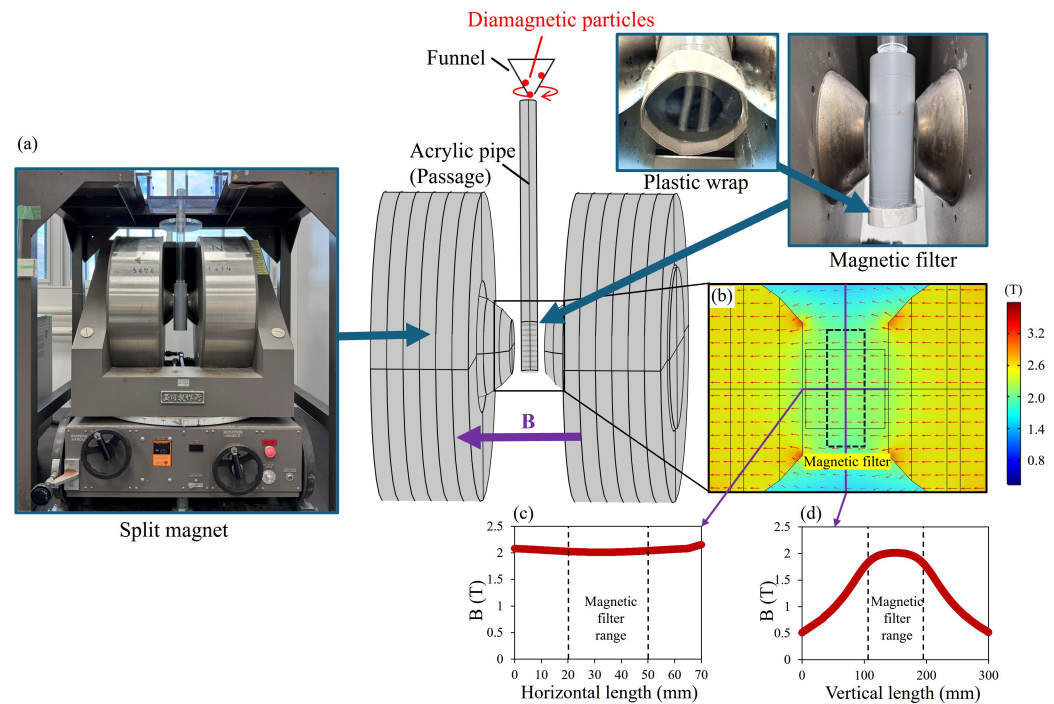 Diamagnetic particles
Funnel
(a)
Acrylic pipe
(Passage)
Plastic wrap
Magnetic filter
N
B
Split magnet
(b)
(T)
3.2
2.6
2.0
1.4
0.8
Magnetic filter
(c)
B (T)
2.5
2
1.5
1
0.5
0
Magnetic
filter
range
0 10 20 30 40 50 60 70
Horizontal length (mm)
(d)
B (T)
2.5
2
1.5
1
0.5
0
Magnetic
filter
range
0 100 200 300
Vertical length (mm)